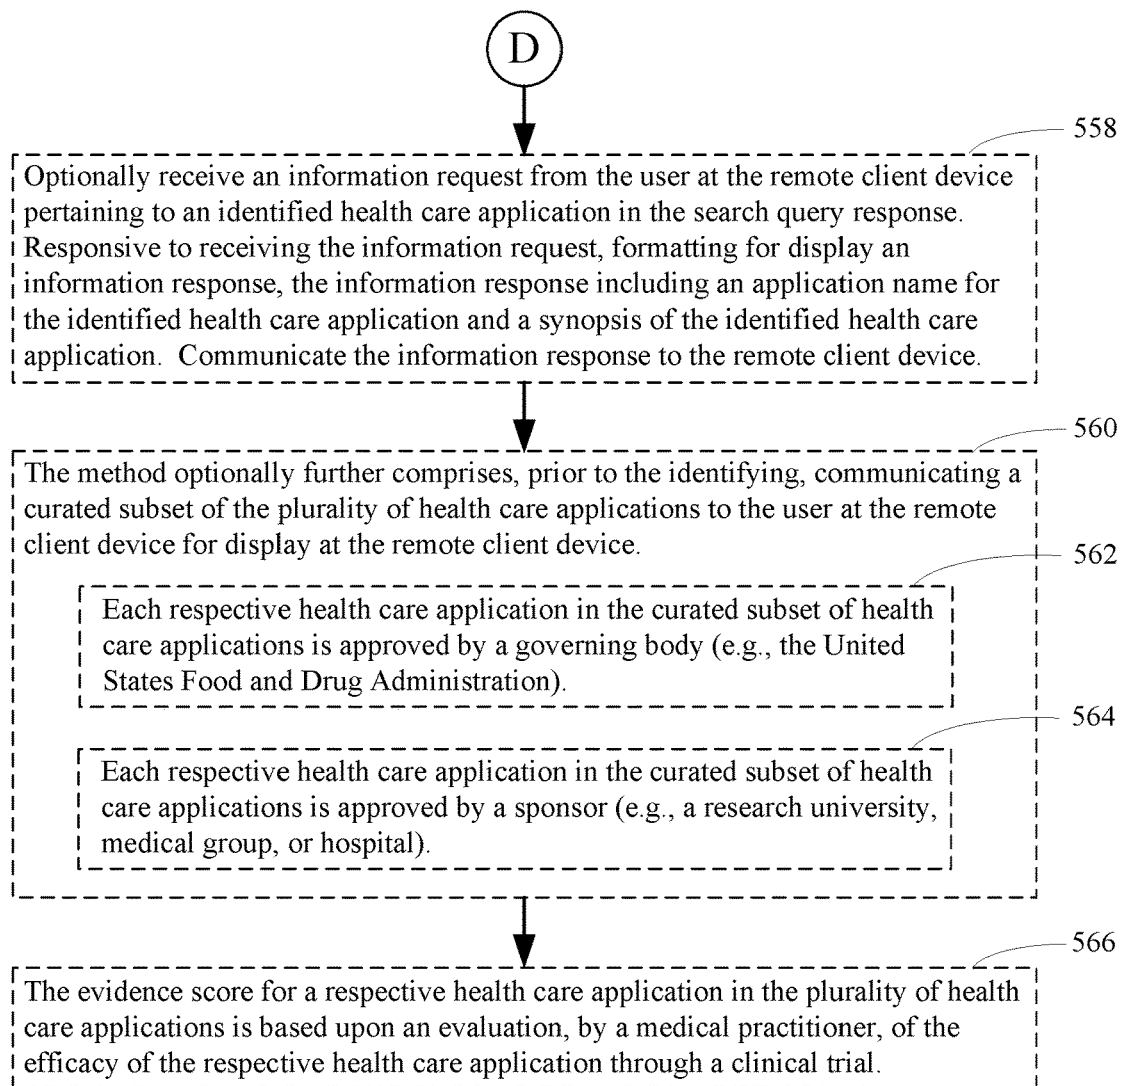 D
558
Optionally receive an information request from the user at the remote client device
pertaining to an identified health care application in the search query response.
Responsive to receiving the information request, formatting for display an
information response, the information response including an application name for
the identified health care application and a synopsis of the identified health care
application.  Communicate the information response to the remote client device.
560
The method optionally further comprises, prior to the identifying, communicating a
curated subset of the plurality of health care applications to the user at the remote
client device for display at the remote client device.
562
Each respective health care application in the curated subset of health
care applications is approved by a governing body (e.g., the United
States Food and Drug Administration).
564
Each respective health care application in the curated subset of health
care applications is approved by a sponsor (e.g., a research university,
medical group, or hospital).
566
The evidence score for a respective health care application in the plurality of health
care applications is based upon an evaluation, by a medical practitioner, of the
efficacy of the respective health care application through a clinical trial.